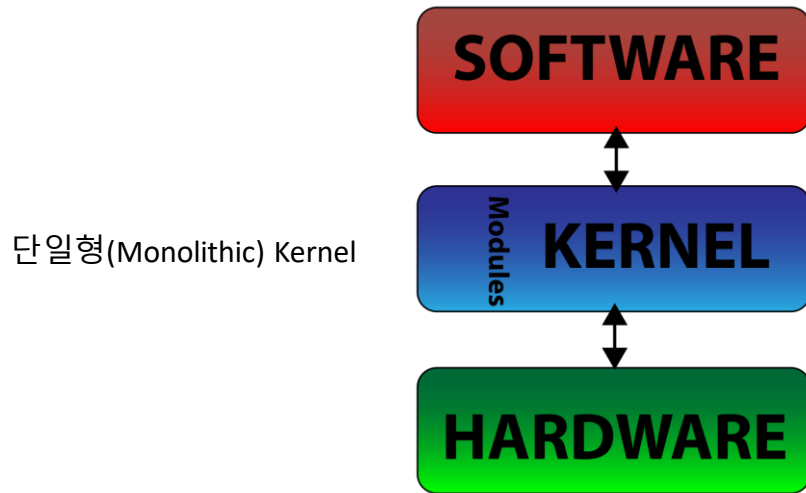 단일형(Monolithic) Kernel
SOFTWARE
Modules
KERNEL
HARDWARE